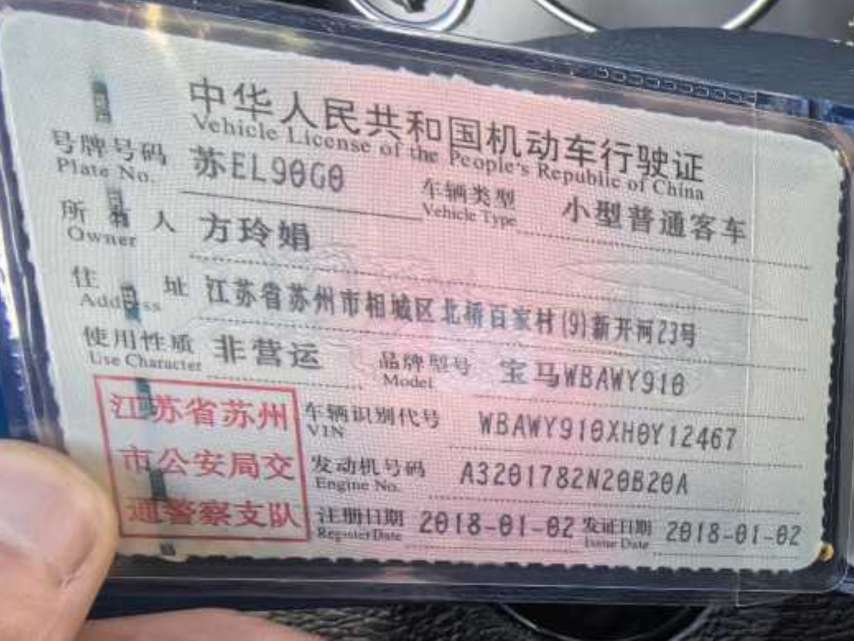 中华人民共和国机动车行驶证
Vehicle License of the People's Republic of China
号牌号码 苏EL90G0 车辆类型 小型普通客车
Plate No. Vehicle Type
所有人 方玲娟
Owner
住址 江苏省苏州市相城区北桥百家村(9)新开河23号
Address
使用性质 非营运 品牌型号 宝马WBAWY910
Use Character Model
江苏省苏州 车辆识别代号 WBAWY910XH0Y12467
VIN
市公安局交 发动机号码 A3201782N20B20A
Engine No.
通警察支队 注册日期 2018-01-02 发证日期 2018-01-02
Register Date Issue Date